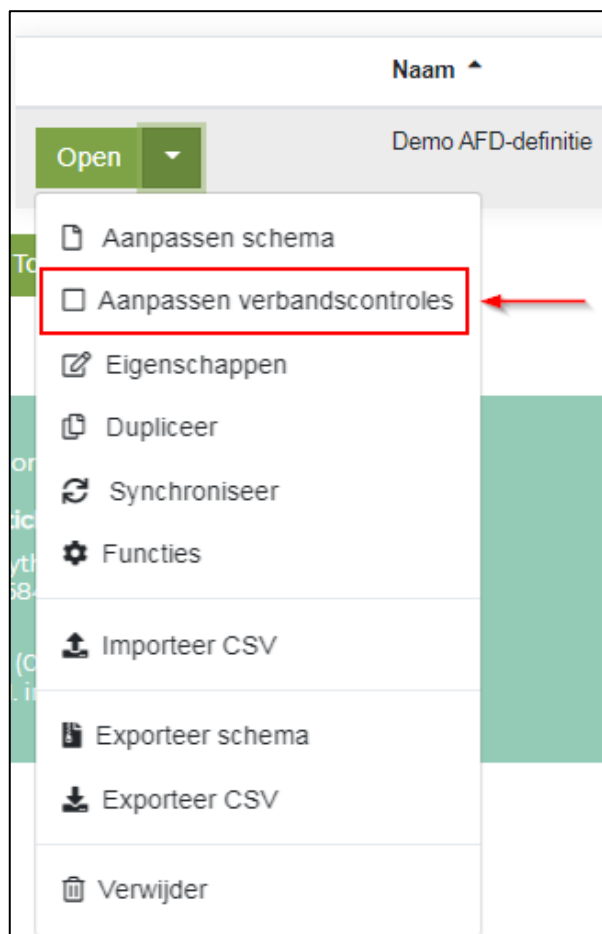 Naam
Open
Demo AFD-definitie
Aanpassen schema
Aanpassen verbandscontroles
Eigenschappen
Dupliceer
Synchroniseer
Functies
Importeer CSV
Exporteer schema
Exporteer CSV
Verwijder